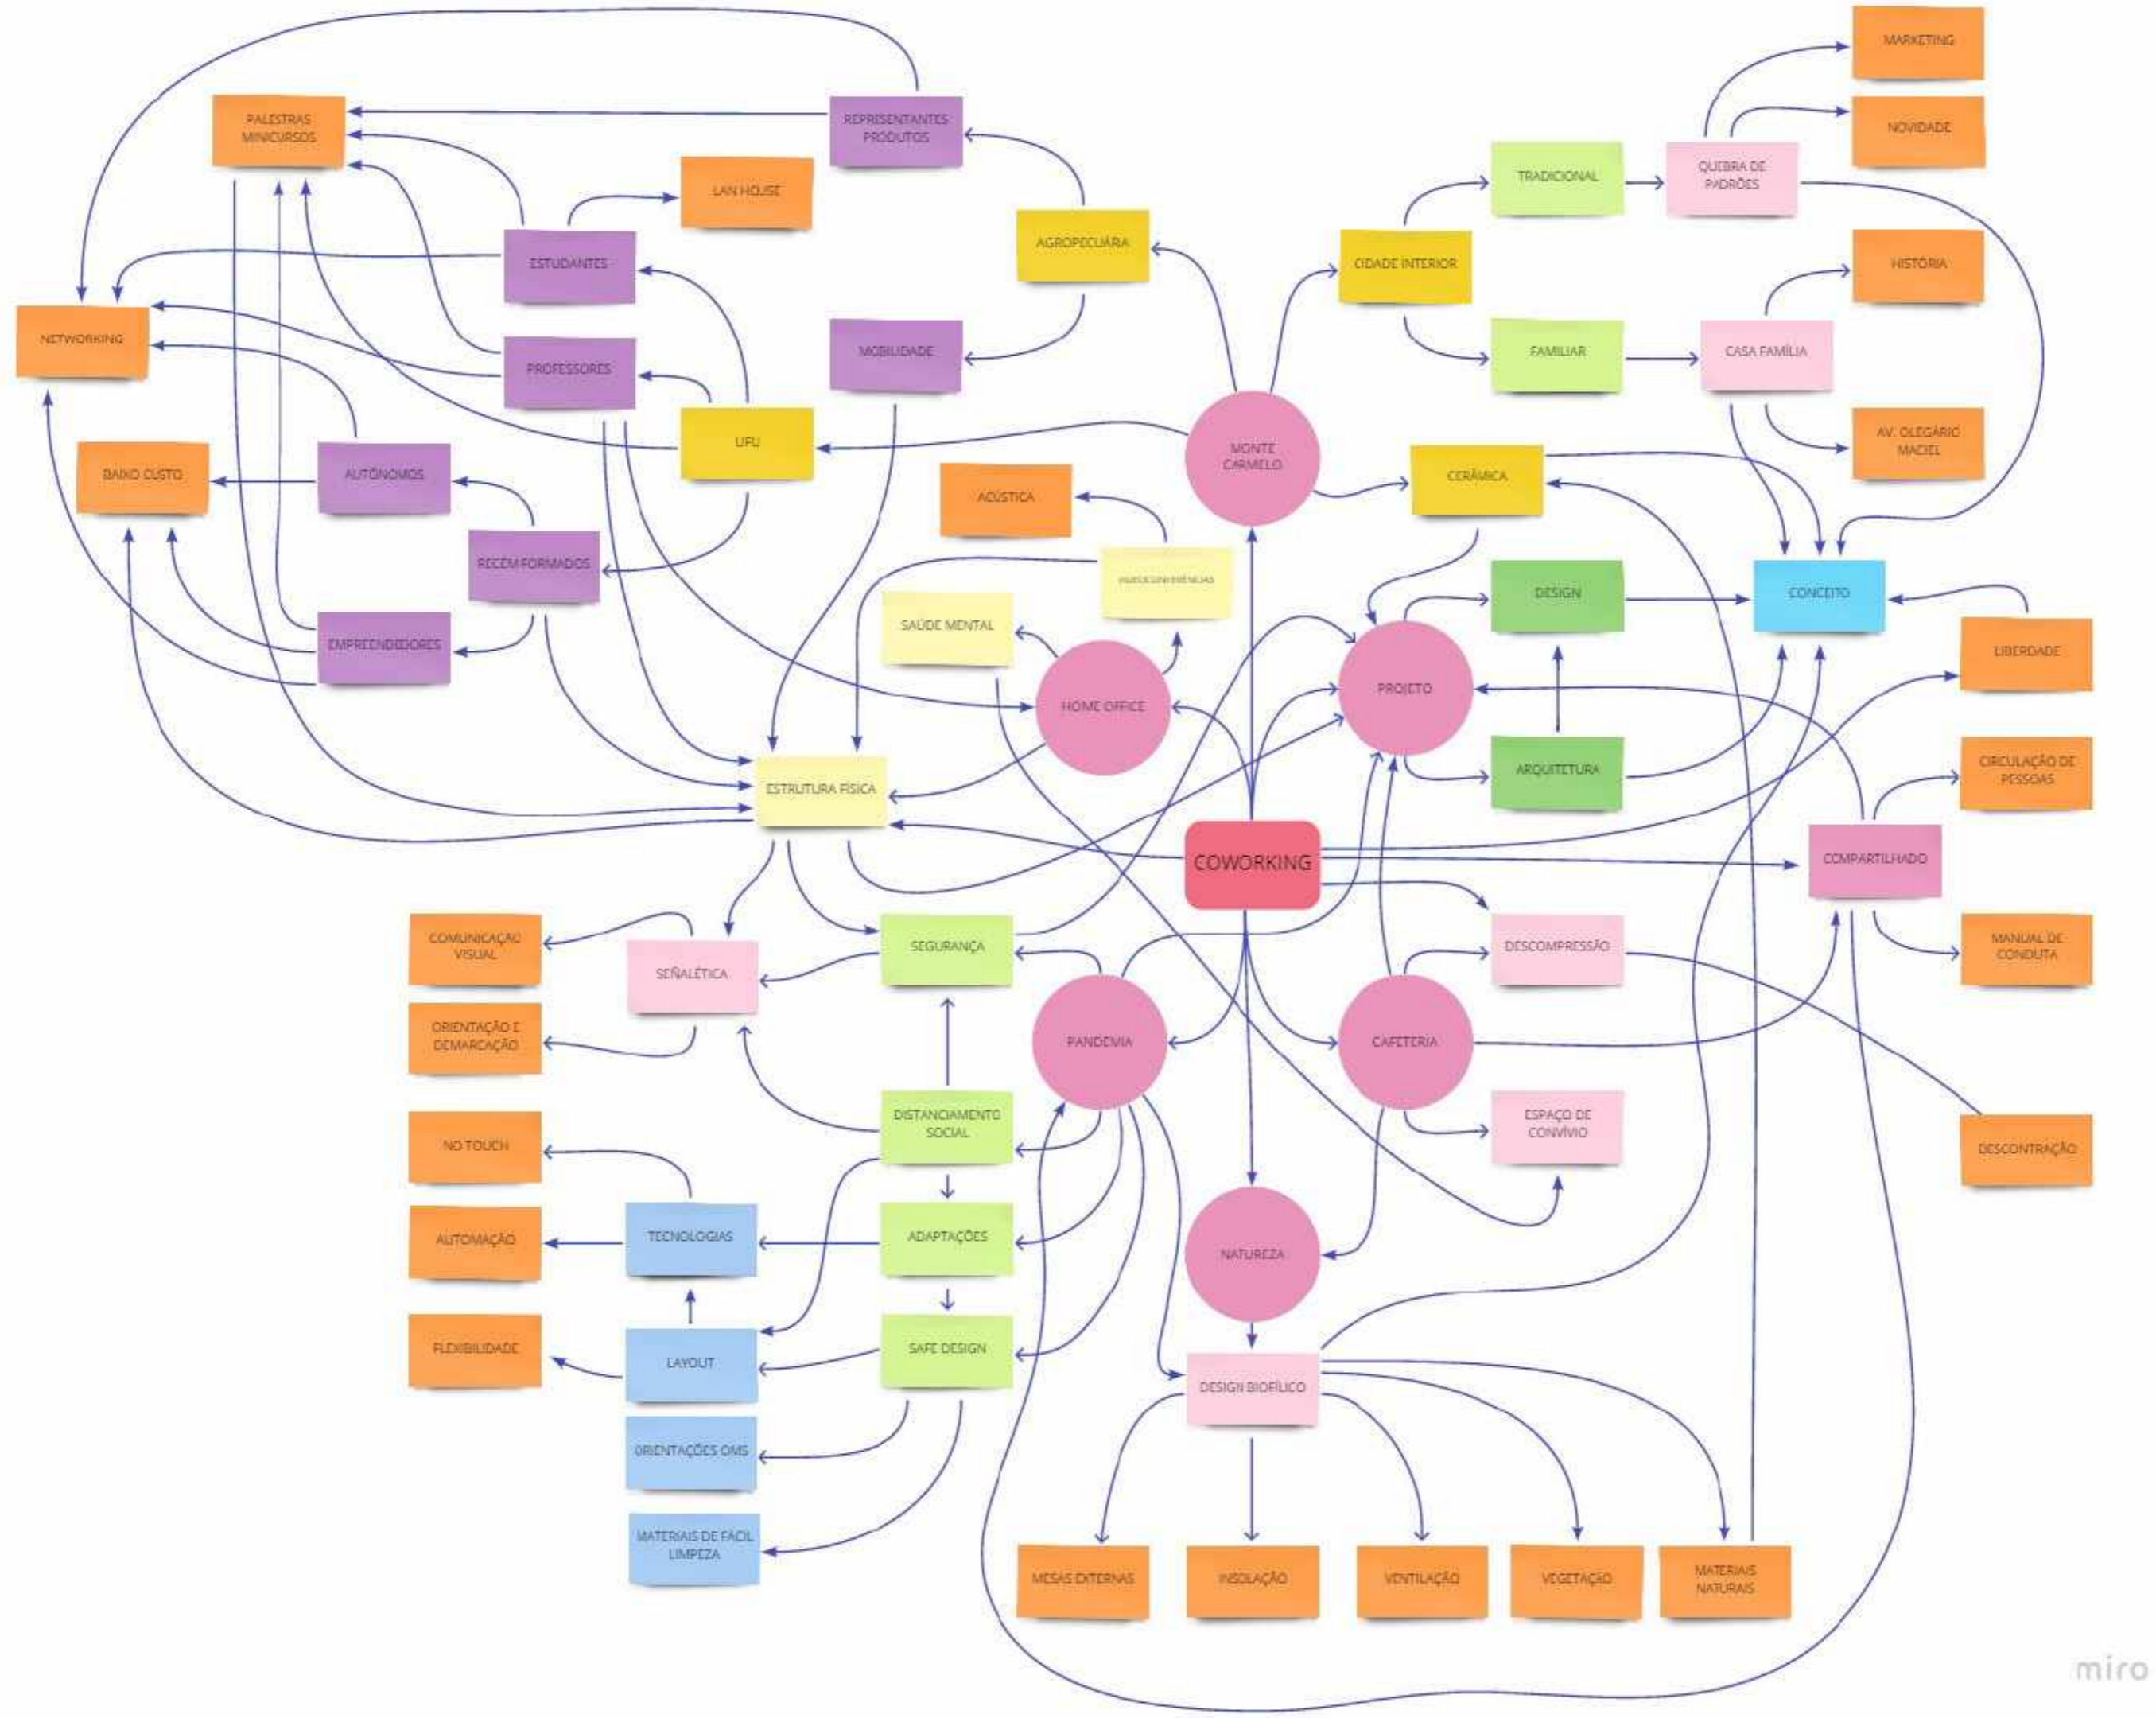 MARKETING
PALESTRAS
MINICURSOS
REPRESENTANTES
PRODUTOS
NOVIDADE
LAN HOUSE
TRADICIONAL
QUEBRA DE
PADRÕES
ESTUDANTES
AGROPECUÁRIA
CIDADE INTERIOR
HISTÓRIA
NETWORKING
PROFESSORES
MOBILIDADE
FAMILIAR
CASA FAMÍLIA
UFU
MONTE
CARMELO
AV. OLEGÁRIO
MACIEL
BAIXO CUSTO
AUTÔNOMOS
ACÚSTICA
CERÂMICA
RECÉM FORMADOS
VIDEOCONFERÊNCIAS
DESIGN
CONCEITO
EMPREENDEDORES
SAÚDE MENTAL
LIBERDADE
HOME OFFICE
PROJETO
ESTRUTURA FÍSICA
ARQUITETURA
CIRCULAÇÃO DE
PESSOAS
COWORKING
COMPARTILHADO
COMUNICAÇÃO
VISUAL
SEÑALÉTICA
SEGURANÇA
DESCOMPRESSÃO
MANUAL DE
CONDUTA
ORIENTAÇÃO E
DEMARCAÇÃO
PANDEMIA
CAFETERIA
NO TOUCH
DISTANCIAMENTO
SOCIAL
ESPAÇO DE
CONVÍVIO
DESCONTRAÇÃO
AUTOMAÇÃO
TECNOLOGIAS
ADAPTAÇÕES
NATUREZA
FLEXIBILIDADE
LAYOUT
SAFE DESIGN
DESIGN BIOFÍLICO
ORIENTAÇÕES OMS
MATERIAIS DE FÁCIL
LIMPEZA
MESAS EXTERNAS
INSOLAÇÃO
VENTILAÇÃO
VEGETAÇÃO
MATERIAIS
NATURAIS
miro